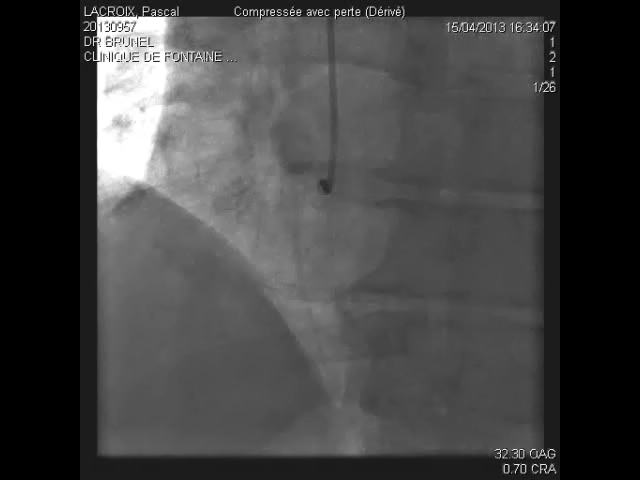 LACROIX, Pascal
Compressée avec perte (Dérivé)
20130957
15/04/2013 16:34:07
DR BRUNEL
1
CLINIQUE DE FONTAINE ...
2
1
1/26
32.30 OAG
0.70 CRA